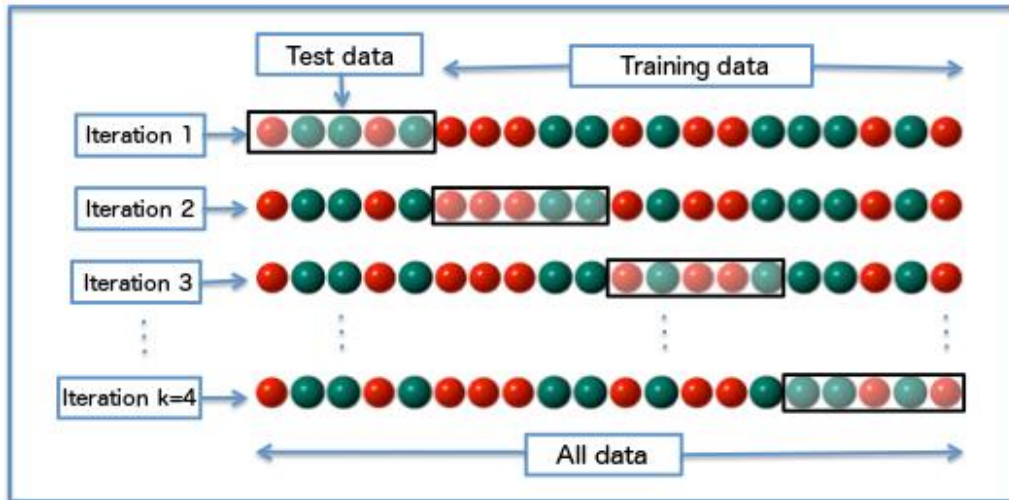 Test data
Training data
Iteration 1
Iteration 2
Iteration 3
Iteration k=4
All data